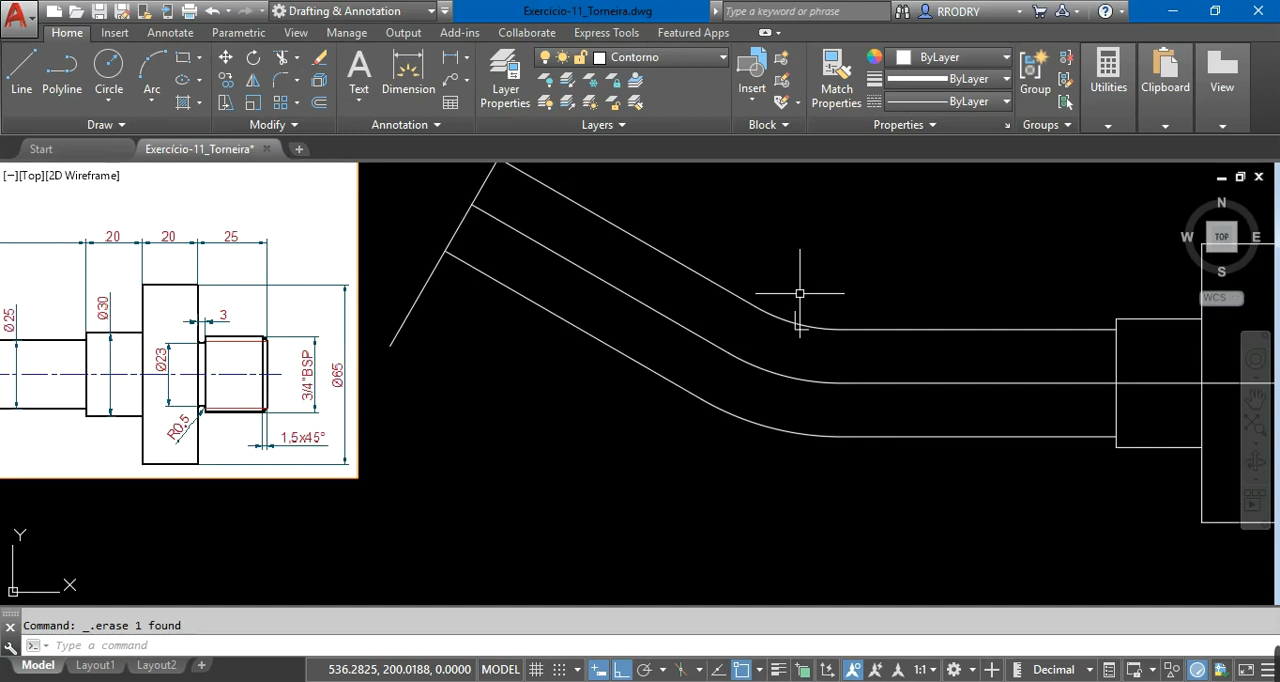 Drafting & Annotation
Exercício-11_Torneira.dwg
Type a keyword or phrase
RRODRY
Home Insert Annotate Parametric View Manage Output Add-ins Collaborate Express Tools Featured Apps
Line Polyline Circle Arc
Text Dimension
Layer Properties
Contorno
Insert
Match Properties
ByLayer
ByLayer
ByLayer
Group
Utilities
Clipboard
View
Draw Modify Annotation Layers Block Properties Groups
Start Exercício-11_Torneira*
[−][Top][2D Wireframe]
20 20 25
Ø25
Ø30
3
Ø23
3/4"BSP
Ø65
R0,5
1,5x45°
N
W TOP E
S
WCS
Y
X
Command: _.erase 1 found
Type a command
Model Layout1 Layout2
536.2825, 200.0188, 0.0000 MODEL
1:1
Decimal